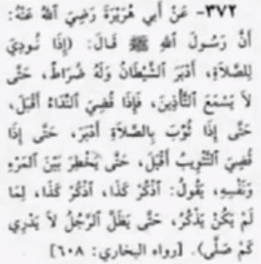 ٣٧٢- عَنْ أَبِي هُرَيْرَةَ رَضِيَ اللهُ عَنْهُ:
أَنَّ رَسُولَ اللهِ ﷺ قَالَ: (إِذَا نُودِيَ
لِلصَّلَاةِ، أَدْبَرَ الشَّيْطَانُ وَلَهُ ضُرَاطٌ، حَتَّى
لَا يَسْمَعَ التَّأْذِينَ، فَإِذَا قُضِيَ النِّدَاءُ أَقْبَلَ،
حَتَّى إِذَا ثُوِّبَ بِالصَّلَاةِ أَدْبَرَ، حَتَّى إِذَا
قُضِيَ التَّثْوِيبُ أَقْبَلَ، حَتَّى يَخْطِرَ بَيْنَ المَرْءِ
وَنَفْسِهِ، يَقُولُ: اذْكُرْ كَذَا، اذْكُرْ كَذَا، لِمَا
لَمْ يَكُنْ يَذْكُرُ، حَتَّى يَظَلَّ الرَّجُلُ لَا يَدْرِي
كَمْ صَلَّى). [رواه البخاري: ٦٠٨]